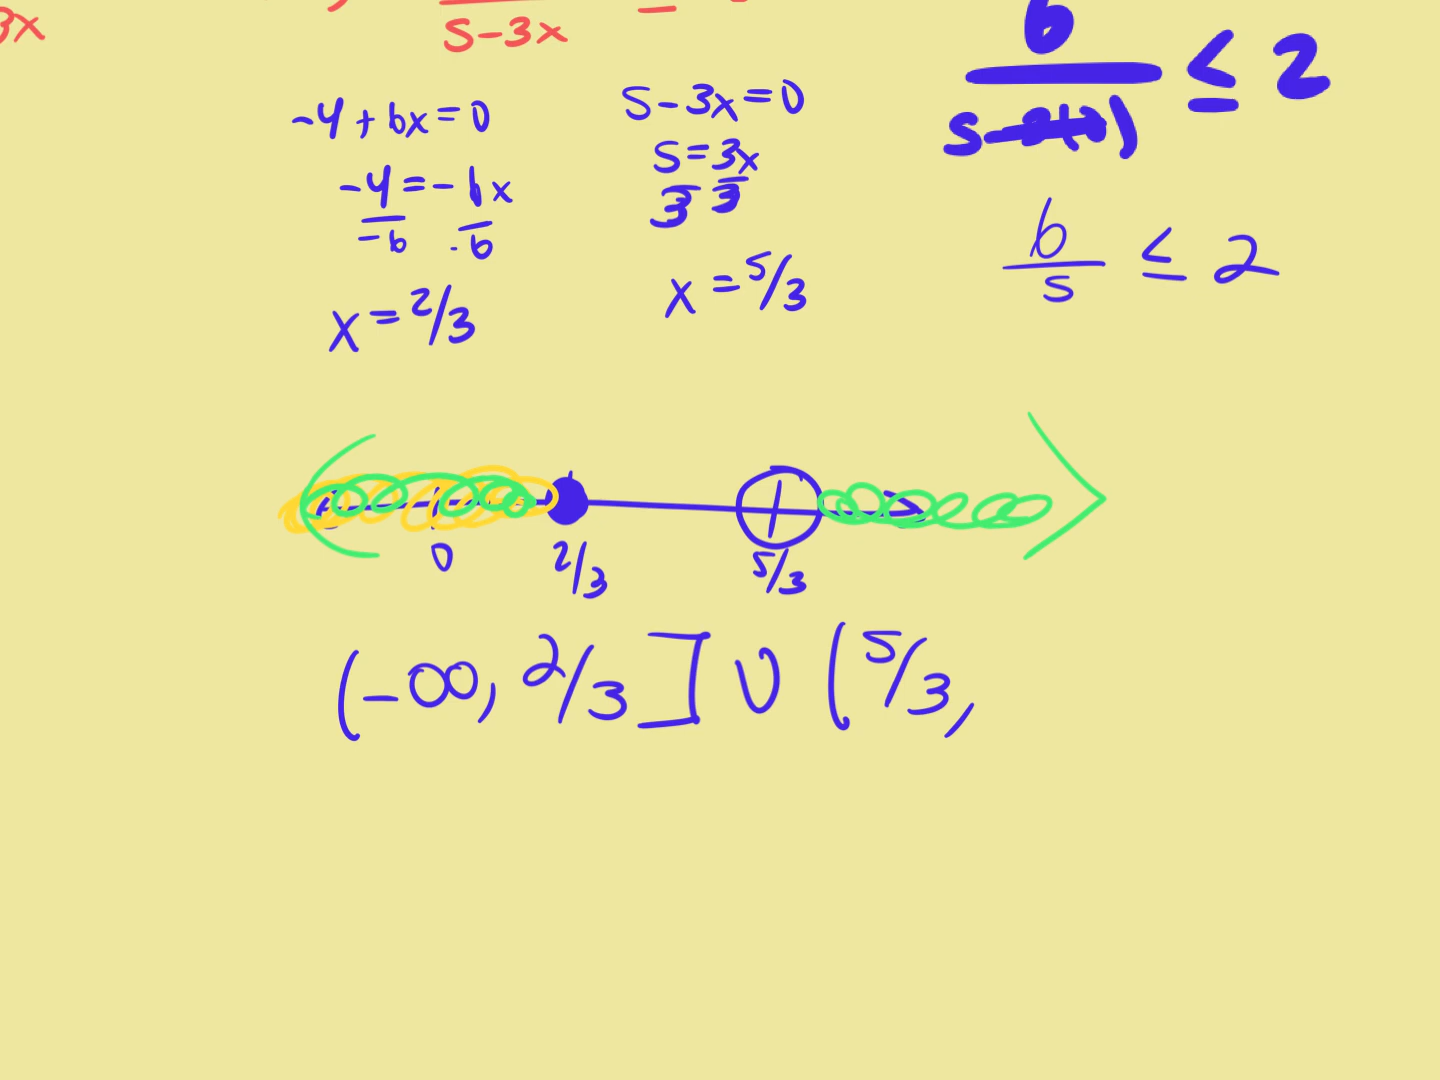 3x
5-3x
6/5-3(0) ≤ 2
-4+6x=0
-4=-6x
-6 -6
x=2/3
5-3x=0
5=3x
3 3
x=5/3
6/5 ≤ 2
0 2/3 5/3
(-∞, 2/3] ∪ (5/3,